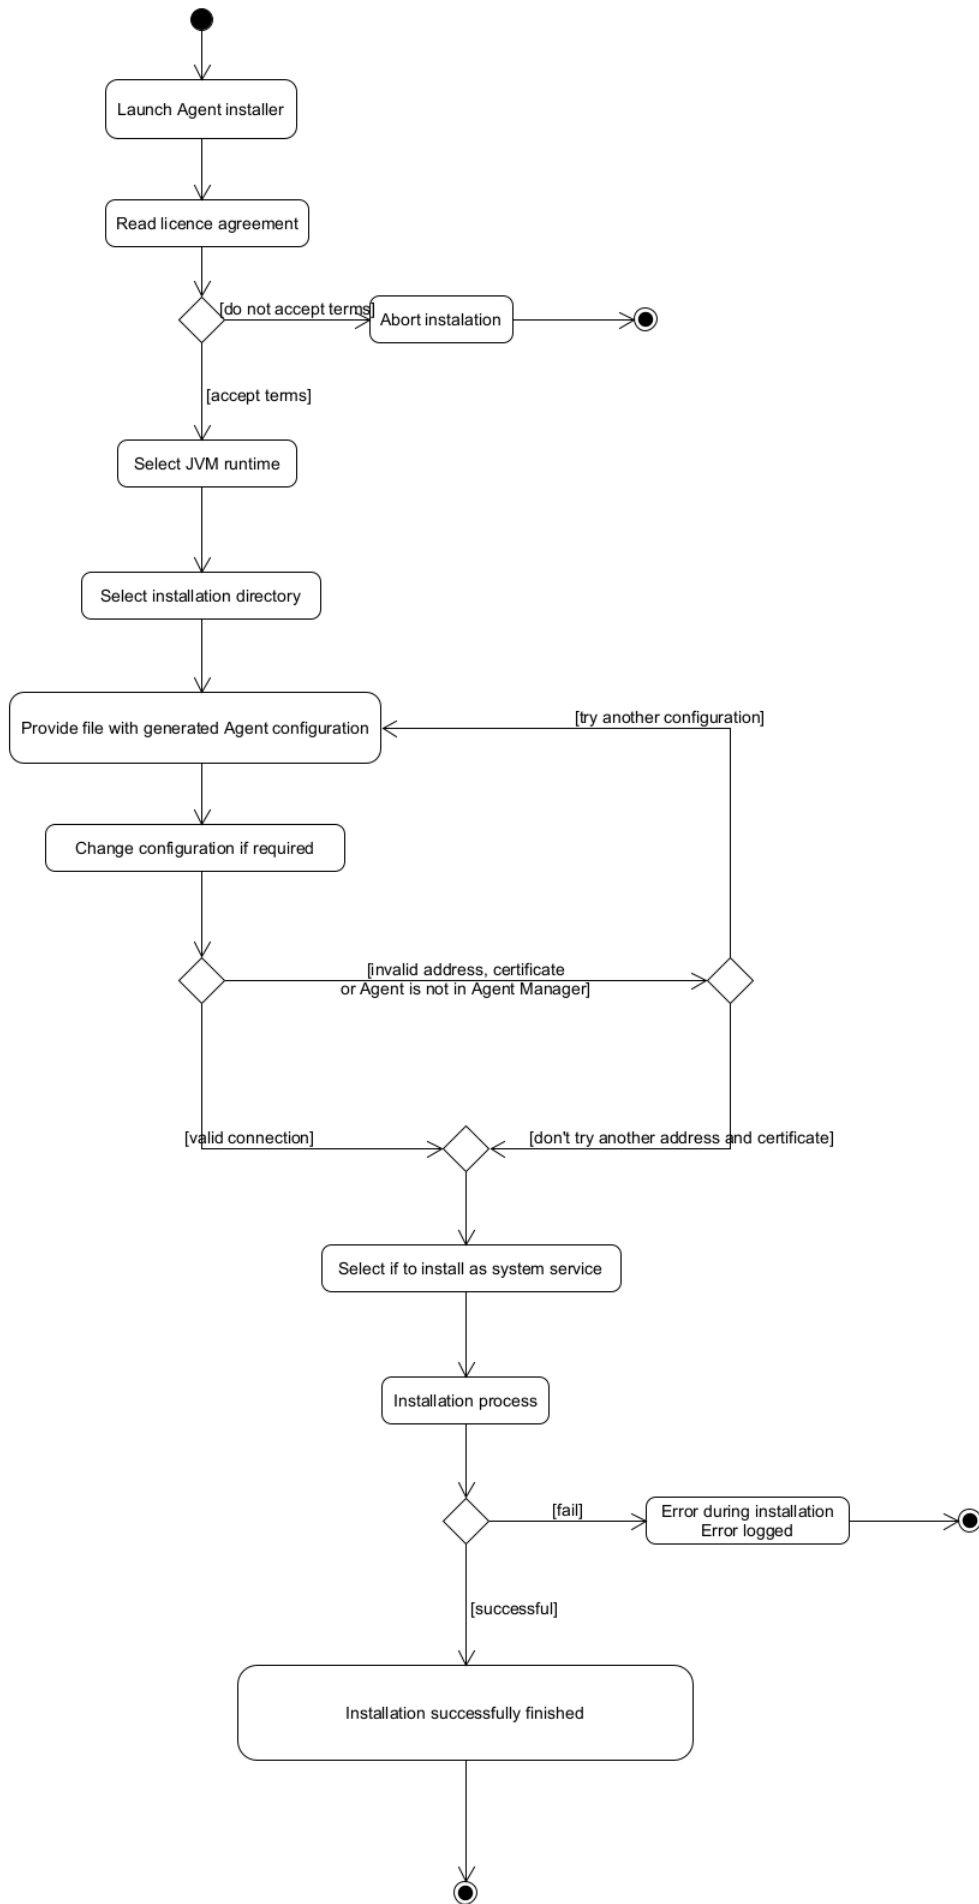 Launch Agent installer
Read licence agreement
[do not accept terms]
Abort instalation
[accept terms]
Select JVM runtime
Select installation directory
[try another configuration]
Provide file with generated Agent configuration
Change configuration if required
[invalid address, certificate
or Agent is not in Agent Manager]
[valid connection]
[don't try another address and certificate]
Select if to install as system service
Installation process
[fail]
Error during installation
Error logged
[successful]
Installation successfully finished